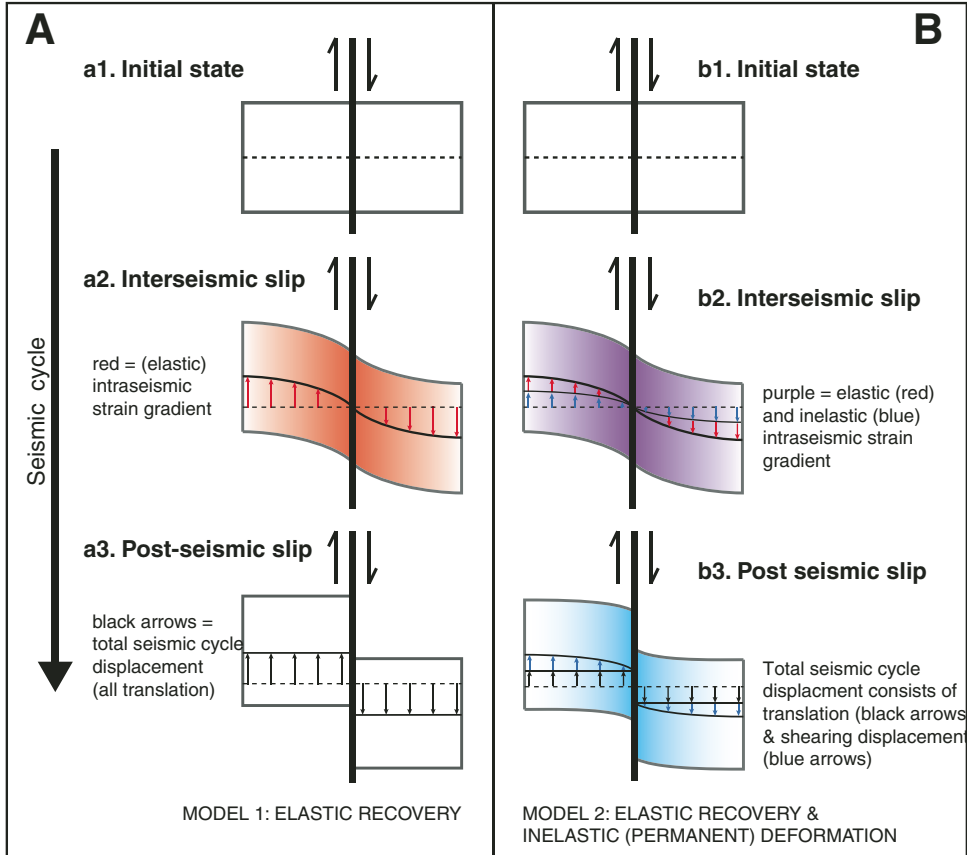 A
a1. Initial state
Seismic cycle
a2. Interseismic slip
red = (elastic)
intraseismic
strain gradient
a3. Post-seismic slip
black arrows =
total seismic cycle
displacement
(all translation)
MODEL 1: ELASTIC RECOVERY
B
b1. Initial state
b2. Interseismic slip
purple = elastic (red)
and inelastic (blue)
intraseismic strain
gradient
b3. Post seismic slip
Total seismic cycle
displacment consists of
translation (black arrows
& shearing displacement
(blue arrows)
MODEL 2: ELASTIC RECOVERY &
INELASTIC (PERMANENT) DEFORMATION